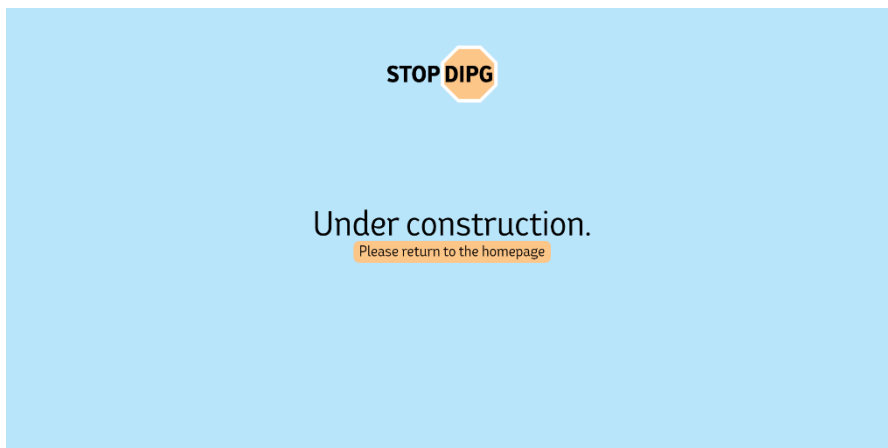 STOP DIPG
Under construction.
Please return to the homepage